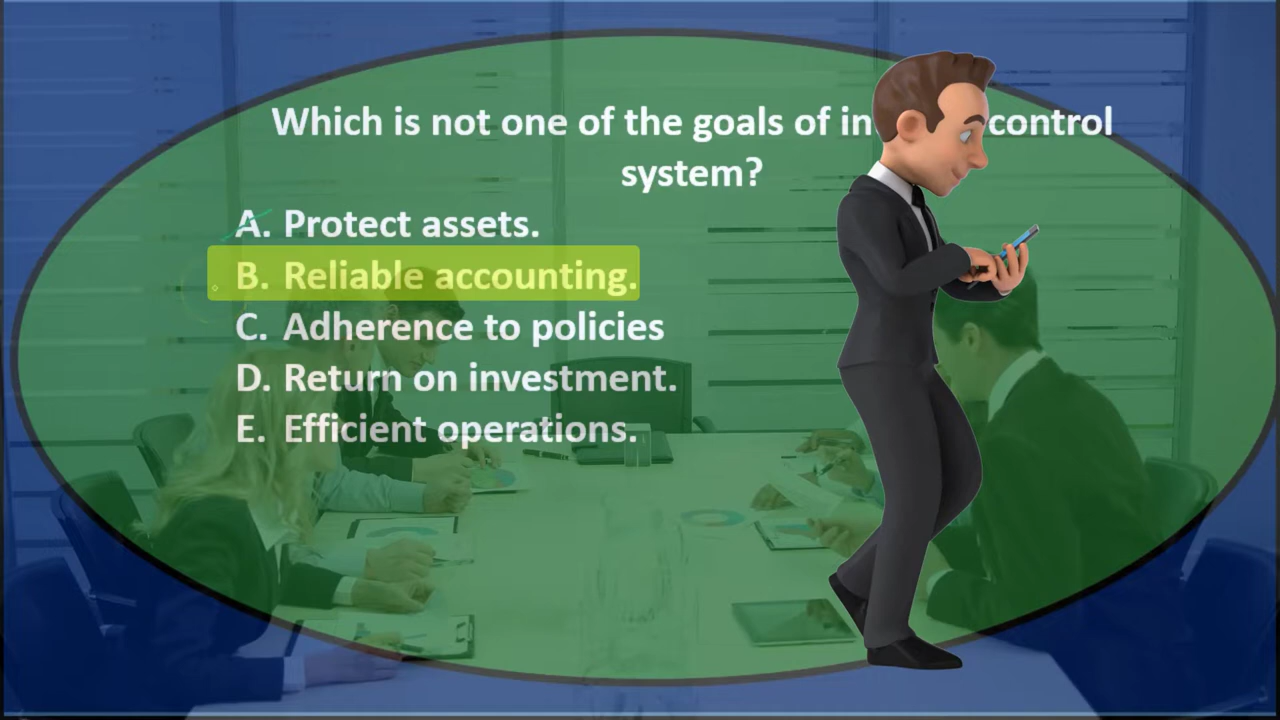 Which is not one of the goals of in control
system?
A. Protect assets.
B. Reliable accounting.
C. Adherence to policies
D. Return on investment.
E. Efficient operations.